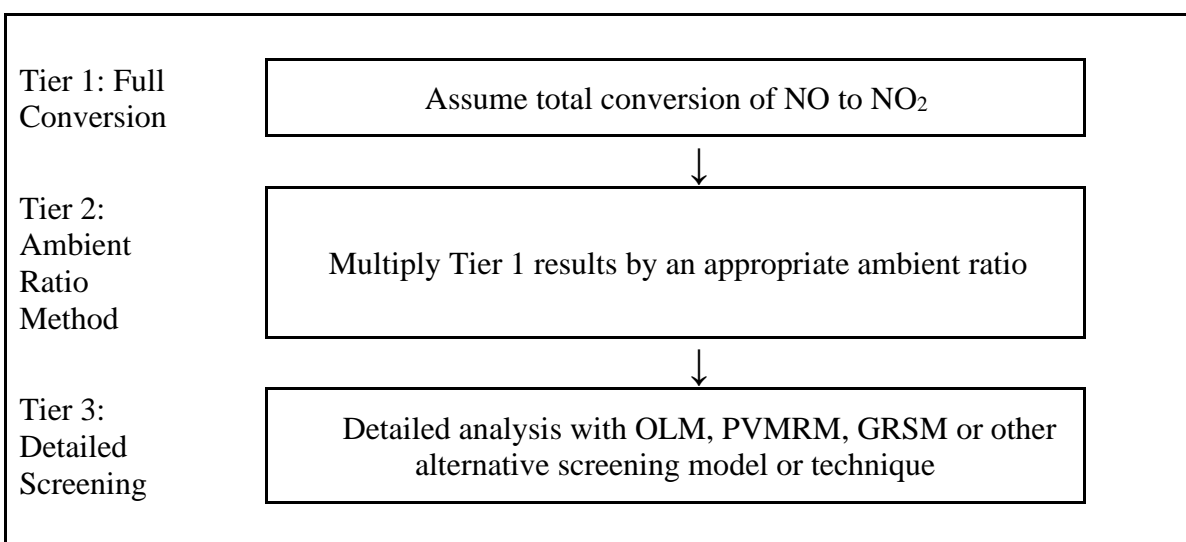 Tier 1: Full
Conversion
Assume total conversion of NO to NO₂
↓
Tier 2:
Ambient
Ratio
Method
Multiply Tier 1 results by an appropriate ambient ratio
↓
Tier 3:
Detailed
Screening
Detailed analysis with OLM, PVMRM, GRSM or other
alternative screening model or technique